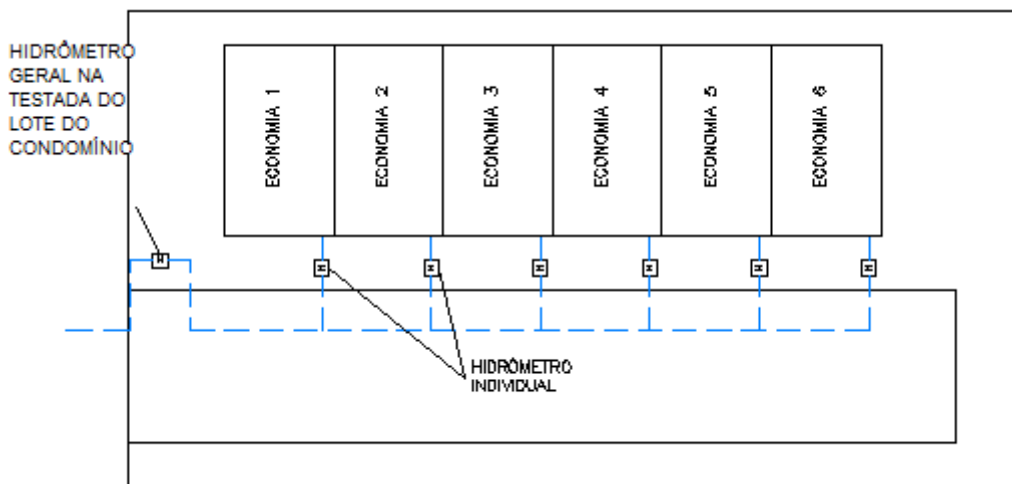 HIDRÔMETRO
GERAL NA
TESTADA DO
LOTE DO
CONDOMÍNIO
ECONOMIA 1
ECONOMIA 2
ECONOMIA 3
ECONOMIA 4
ECONOMIA 5
ECONOMIA 6
H
H
H
H
H
H
H
HIDRÔMETRO
INDIVIDUAL